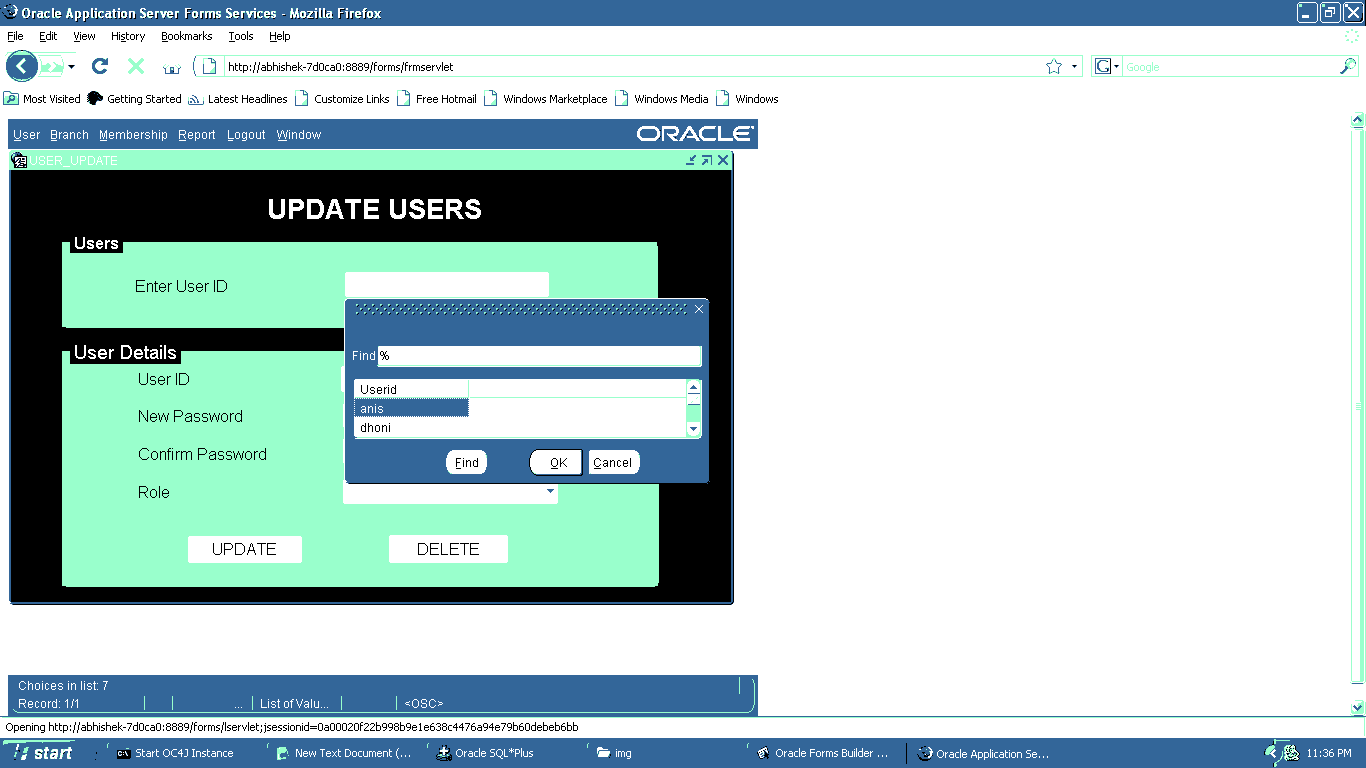 Oracle Application Server Forms Services - Mozilla Firefox
File Edit View History Bookmarks Tools Help
http://abhishek-7d0ca0:8889/forms/frmservlet
G Google
Most Visited Getting Started Latest Headlines Customize Links Free Hotmail Windows Marketplace Windows Media Windows
User Branch Membership Report Logout Window ORACLE
USER_UPDATE
UPDATE USERS
Users
Enter User ID
Find %
User Details
User ID
Userid
anis
New Password
dhoni
Confirm Password
Find OK Cancel
Role
UPDATE DELETE
Choices in list: 7
Record: 1/1 ... List of Valu... <OSC>
Opening http://abhishek-7d0ca0:8889/forms/lservlet;jsessionid=0a00020f22b998b9e1e638c4476a94e79b60debeb6bb
start Start OC4J Instance New Text Document (... Oracle SQL*Plus img Oracle Forms Builder ... Oracle Application Se... 11:36 PM